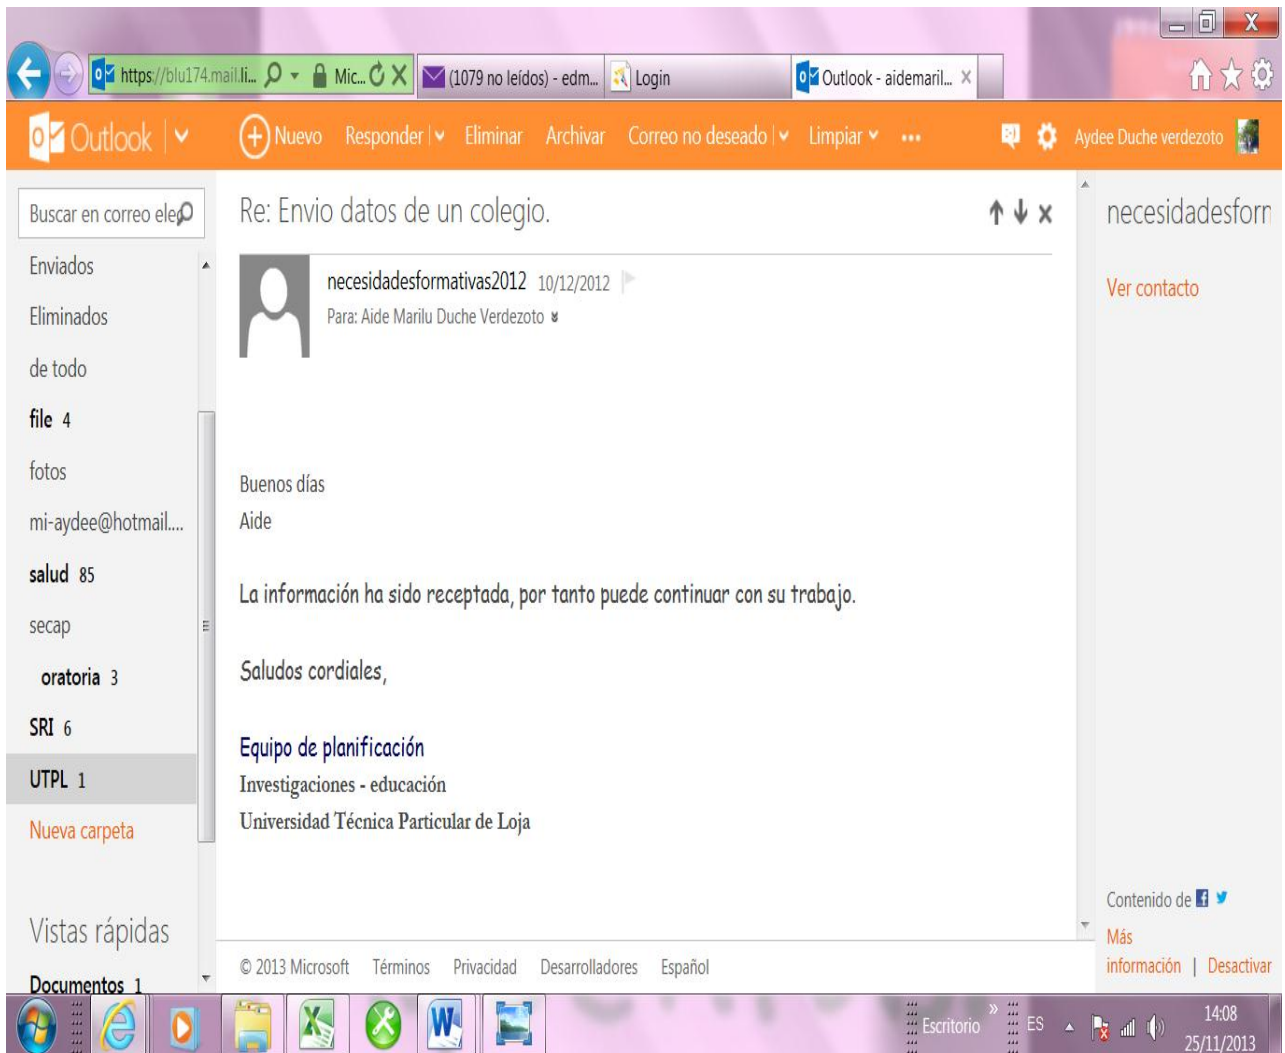 https://blu174.mail.li... Mic... (1079 no leídos) - edm... Login Outlook - aidemaril...
Outlook Nuevo Responder Eliminar Archivar Correo no deseado Limpiar ... Aydee Duche verdezoto
Buscar en correo ele
Enviados
Eliminados
de todo
file 4
fotos
mi-aydee@hotmail....
salud 85
secap
oratoria 3
SRI 6
UTPL 1
Nueva carpeta
Vistas rápidas
Documentos 1
Re: Envio datos de un colegio.
necesidadesformativas2012 10/12/2012
Para: Aide Marilu Duche Verdezoto
Buenos días
Aide
La información ha sido receptada, por tanto puede continuar con su trabajo.
Saludos cordiales,
Equipo de planificación
Investigaciones - educación
Universidad Técnica Particular de Loja
© 2013 Microsoft Términos Privacidad Desarrolladores Español
necesidadesforr
Ver contacto
Contenido de
Más
información | Desactivar
Escritorio » ES 14:08
25/11/2013